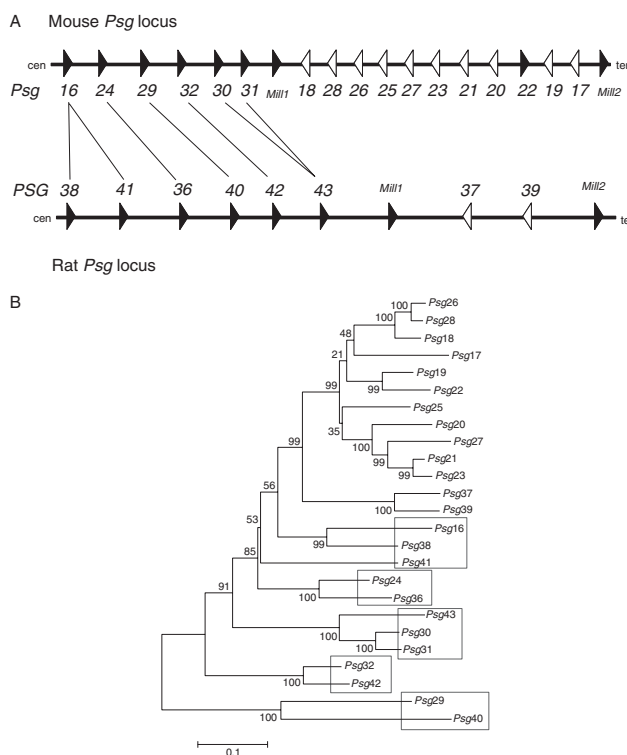 A Mouse Psg locus
cen
Psg 16 24 29 32 30 31 Mill1 18 28 26 25 27 23 21 20 22 19 17 Mill2
PSG 38 41 36 40 42 43 Mill1 37 39 Mill2
cen
Rat Psg locus
B
100 Psg26
100 Psg28
48 Psg18
21 Psg17
99 Psg19
99 Psg22
35 Psg25
100 Psg20
99 Psg27
99 Psg21
Psg23
99 Psg37
100 Psg39
56 Psg16
99 Psg38
53 Psg41
85 Psg24
100 Psg36
91 Psg43
100 Psg30
100 Psg31
100 Psg32
Psg42
100 Psg29
Psg40
0.1